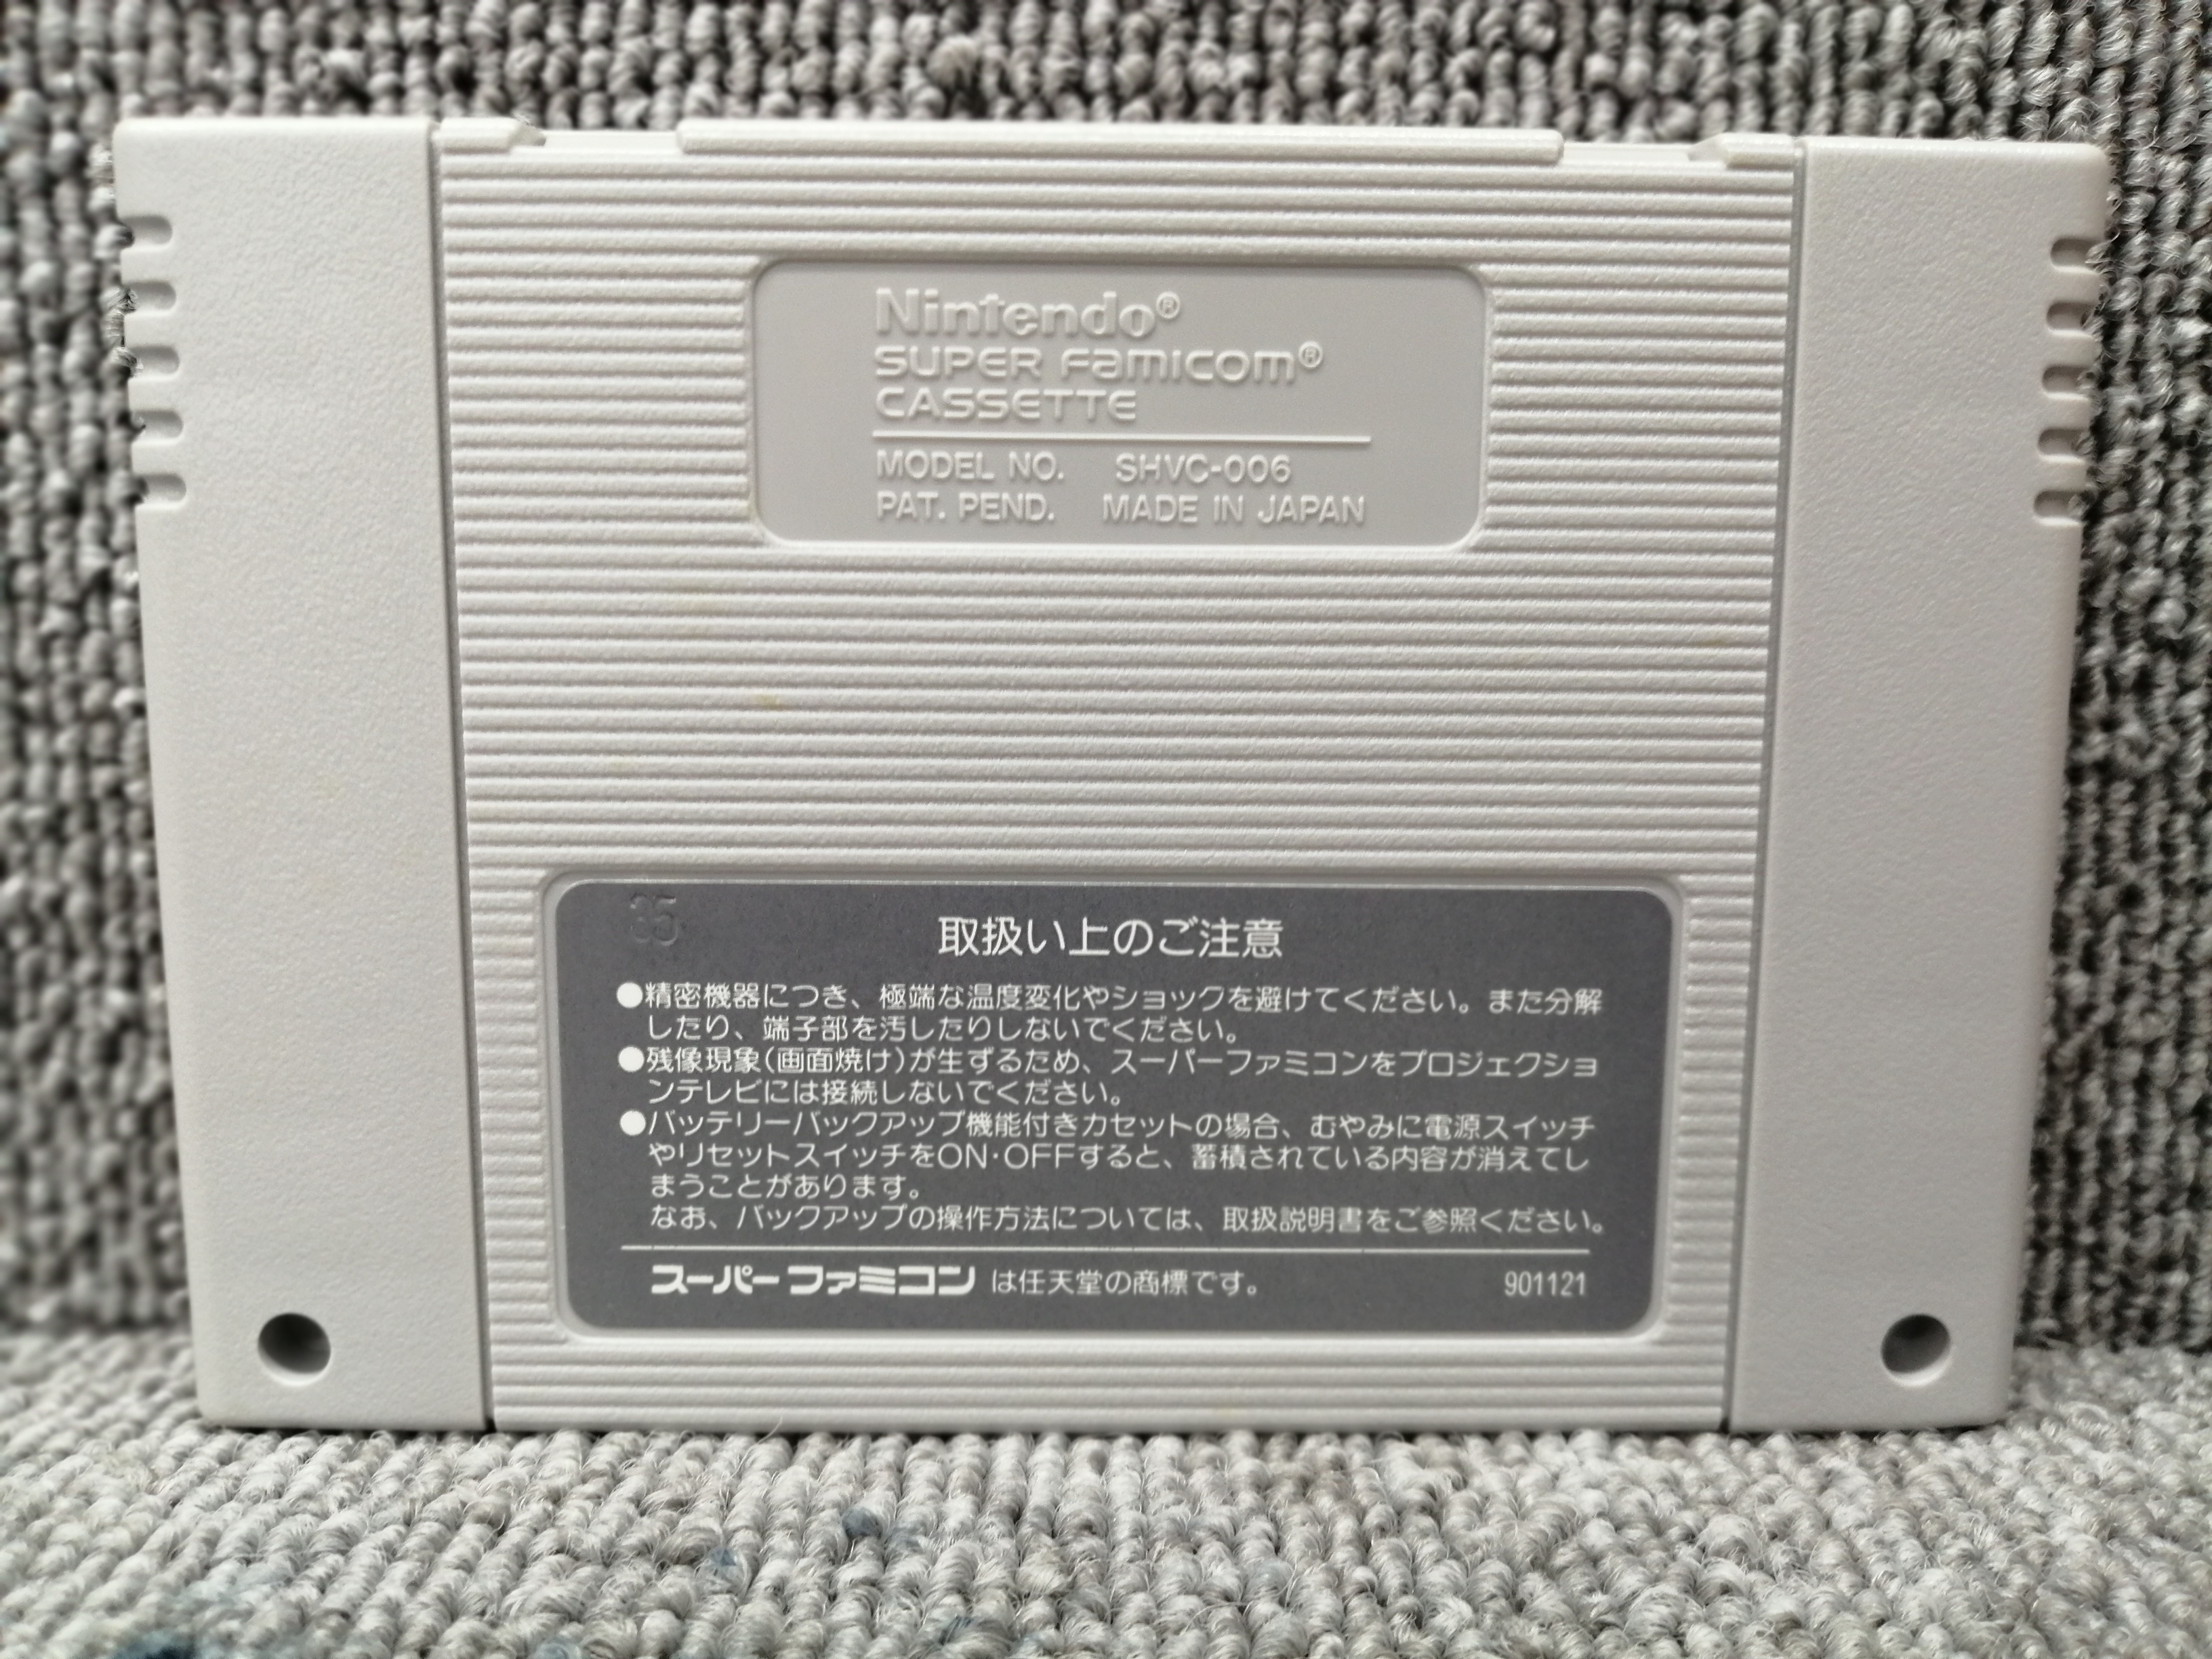 Nintendo®
SUPER FAMICOM®
CASSETTE
MODEL NO. SHVC-006
PAT. PEND. MADE IN JAPAN
35
取扱い上のご注意
●精密機器につき、極端な温度変化やショックを避けてください。また分解
したり、端子部を汚したりしないでください。
●残像現象(画面焼け)が生ずるため、スーパーファミコンをプロジェクショ
ンテレビには接続しないでください。
●バッテリーバックアップ機能付きカセットの場合、むやみに電源スイッチ
やリセットスイッチをON·OFFすると、蓄積されている内容が消えてし
まうことがあります。
なお、バックアップの操作方法については、取扱説明書をご参照ください。
スーパーファミコン は任天堂の商標です。 901121